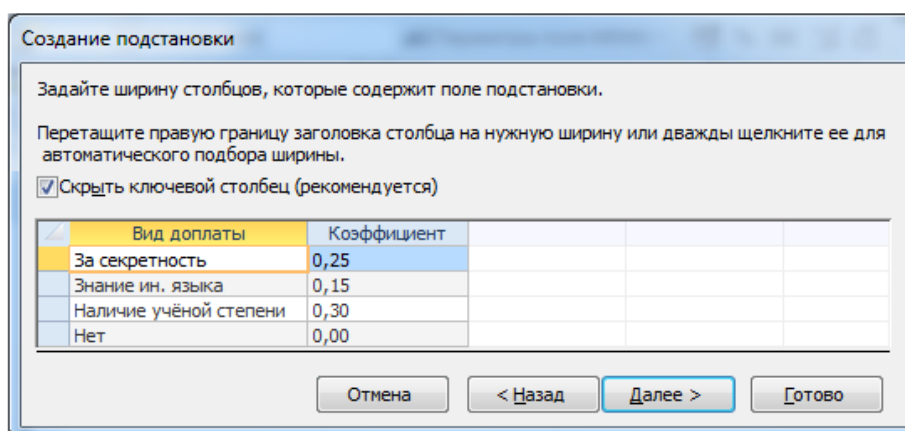 Создание подстановки
Задайте ширину столбцов, которые содержит поле подстановки.
Перетащите правую границу заголовка столбца на нужную ширину или дважды щелкните ее для
автоматического подбора ширины.
Скрыть ключевой столбец (рекомендуется)
Вид доплаты Коэффициент
За секретность 0,25
Знание ин. языка 0,15
Наличие учёной степени 0,30
Нет 0,00
Отмена < Назад Далее > Готово